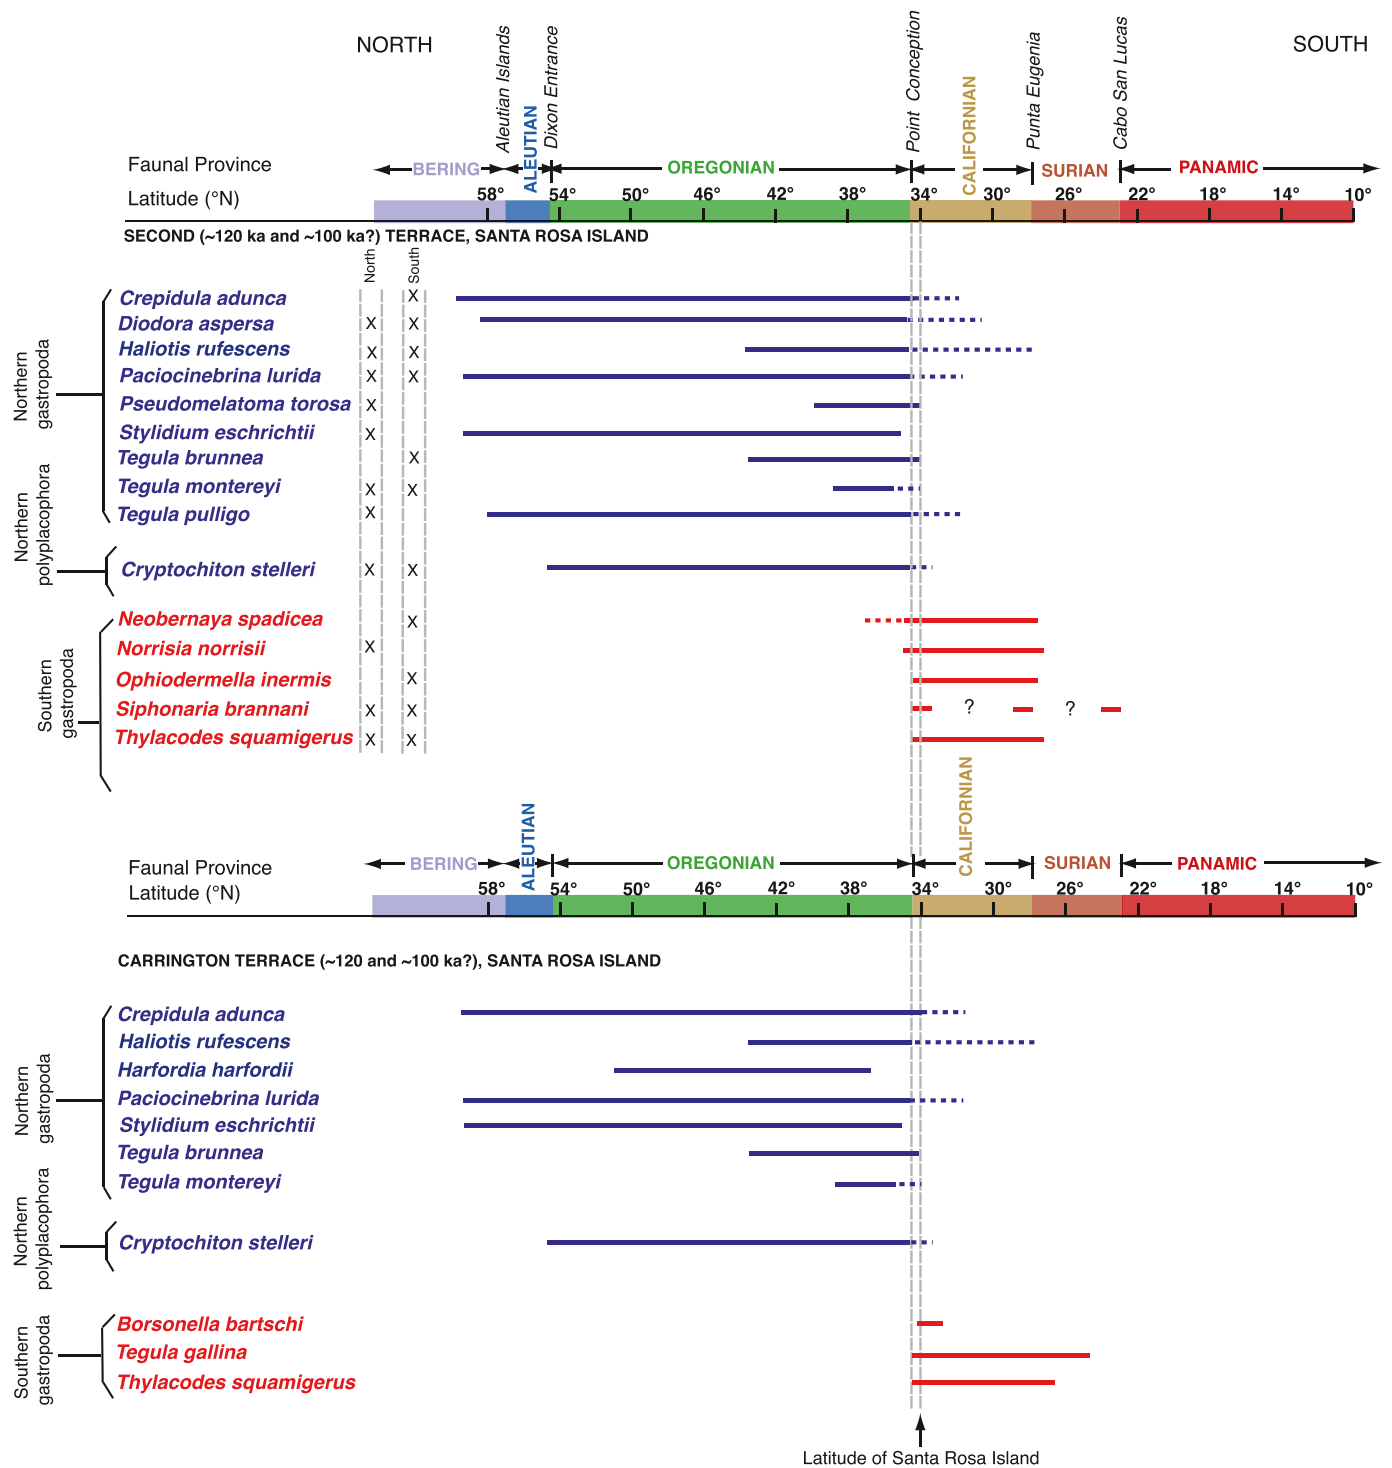 NORTH
SOUTH
Aleutian Islands
Dixon Entrance
Point Conception
Punta Eugenia
Cabo San Lucas
Faunal Province
BERING
ALEUTIAN
OREGONIAN
CALIFORNIAN
SURIAN
PANAMIC
Latitude (°N)
58° 54° 50° 46° 42° 38° 34 30° 26° 22° 18° 14° 10°
SECOND (~120 ka and ~100 ka?) TERRACE, SANTA ROSA ISLAND
North
South
Northern
gastropoda
Crepidula adunca X
Diodora aspersa X X
Haliotis rufescens X X
Paciocinebrina lurida X X
Pseudomelatoma torosa X
Stylidium eschrichtii X
Tegula brunnea X
Tegula montereyi X X
Tegula pulligo X
Northern
polyplacophora
Cryptochiton stelleri X X
Southern
gastropoda
Neobernaya spadicea X
Norrisia norrisii X
Ophiodermella inermis X
Siphonaria brannani X X ? ?
Thylacodes squamigerus X X
Faunal Province
BERING
ALEUTIAN
OREGONIAN
CALIFORNIAN
SURIAN
PANAMIC
Latitude (°N)
58° 54° 50° 46° 42° 38° 34° 30° 26° 22° 18° 14° 10°
CARRINGTON TERRACE (~120 and ~100 ka?), SANTA ROSA ISLAND
Northern
gastropoda
Crepidula adunca
Haliotis rufescens
Harfordia harfordii
Paciocinebrina lurida
Stylidium eschrichtii
Tegula brunnea
Tegula montereyi
Northern
polyplacophora
Cryptochiton stelleri
Southern
gastropoda
Borsonella bartschi
Tegula gallina
Thylacodes squamigerus
Latitude of Santa Rosa Island